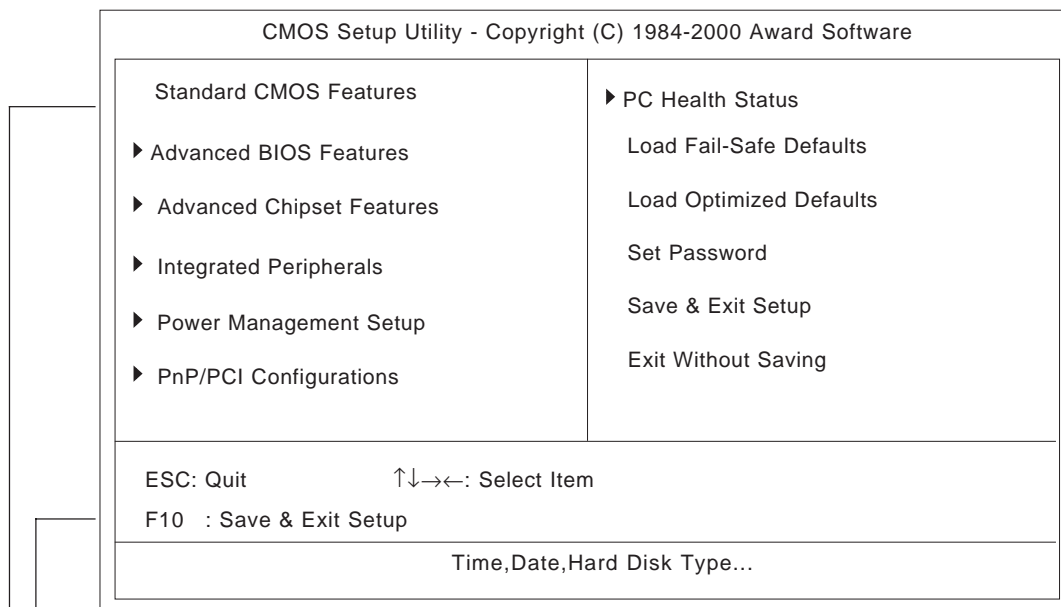 CMOS Setup Utility - Copyright (C) 1984-2000 Award Software
Standard CMOS Features
Advanced BIOS Features
Advanced Chipset Features
Integrated Peripherals
Power Management Setup
PnP/PCI Configurations
PC Health Status
Load Fail-Safe Defaults
Load Optimized Defaults
Set Password
Save & Exit Setup
Exit Without Saving
ESC: Quit ↑↓→←: Select Item
F10 : Save & Exit Setup
Time,Date,Hard Disk Type...